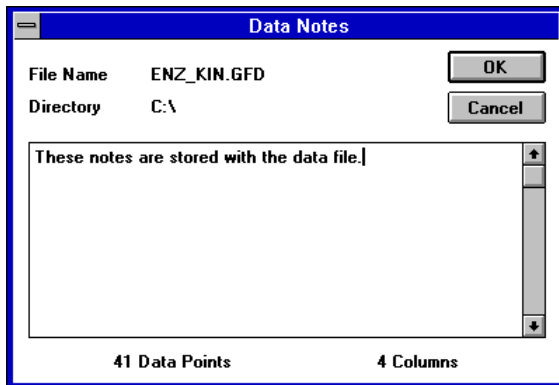 Data Notes
File Name ENZ_KIN.GFD
OK
Directory C:\
Cancel
These notes are stored with the data file.
41 Data Points 4 Columns